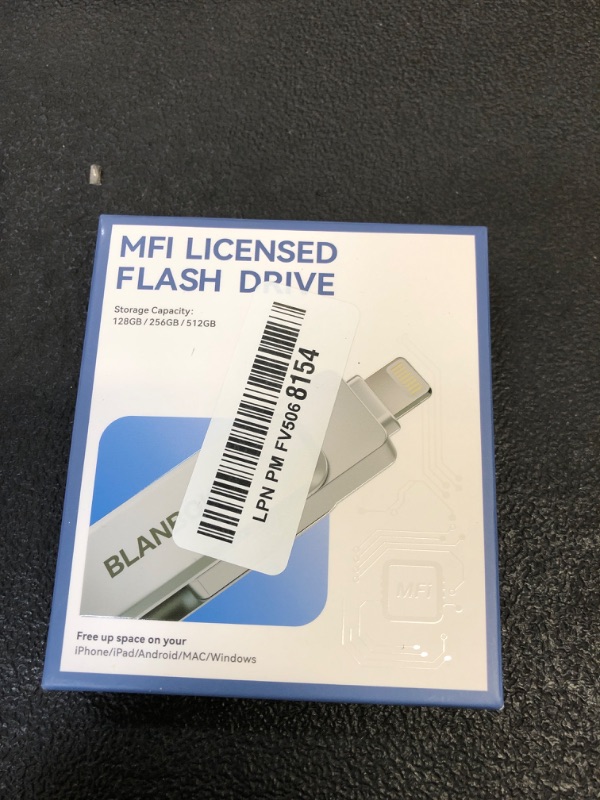 MFI LICENSED
FLASH DRIVE
Storage Capacity:
128GB / 256GB / 512GB
LPN PM FV506 8154
Free up space on your
iPhone/iPad/Android/MAC/Windows
MFi